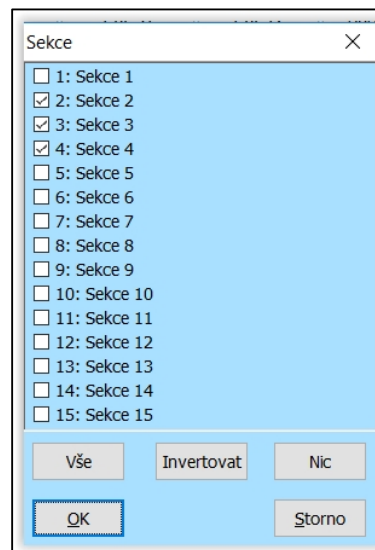 Sekce
1: Sekce 1
2: Sekce 2
3: Sekce 3
4: Sekce 4
5: Sekce 5
6: Sekce 6
7: Sekce 7
8: Sekce 8
9: Sekce 9
10: Sekce 10
11: Sekce 11
12: Sekce 12
13: Sekce 13
14: Sekce 14
15: Sekce 15
Vše Invertovat Nic
OK Storno